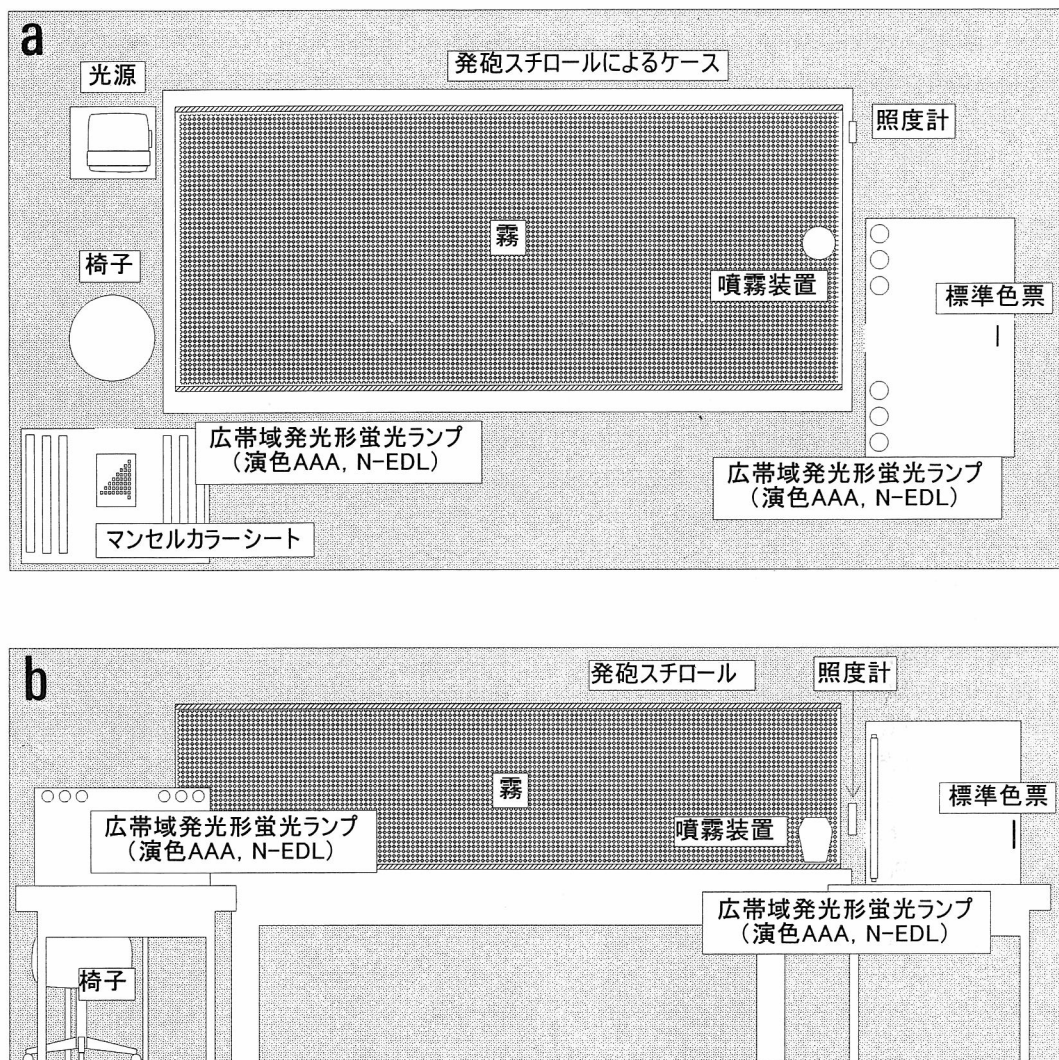 a
光源
発砲スチロールによるケース
照度計
霧
椅子
噴霧装置
標準色票
広帯域発光形蛍光ランプ
(演色AAA, N-EDL)
広帯域発光形蛍光ランプ
(演色AAA, N-EDL)
マンセルカラーシート
b
発砲スチロール
照度計
霧
標準色票
広帯域発光形蛍光ランプ
(演色AAA, N-EDL)
噴霧装置
広帯域発光形蛍光ランプ
(演色AAA, N-EDL)
椅子